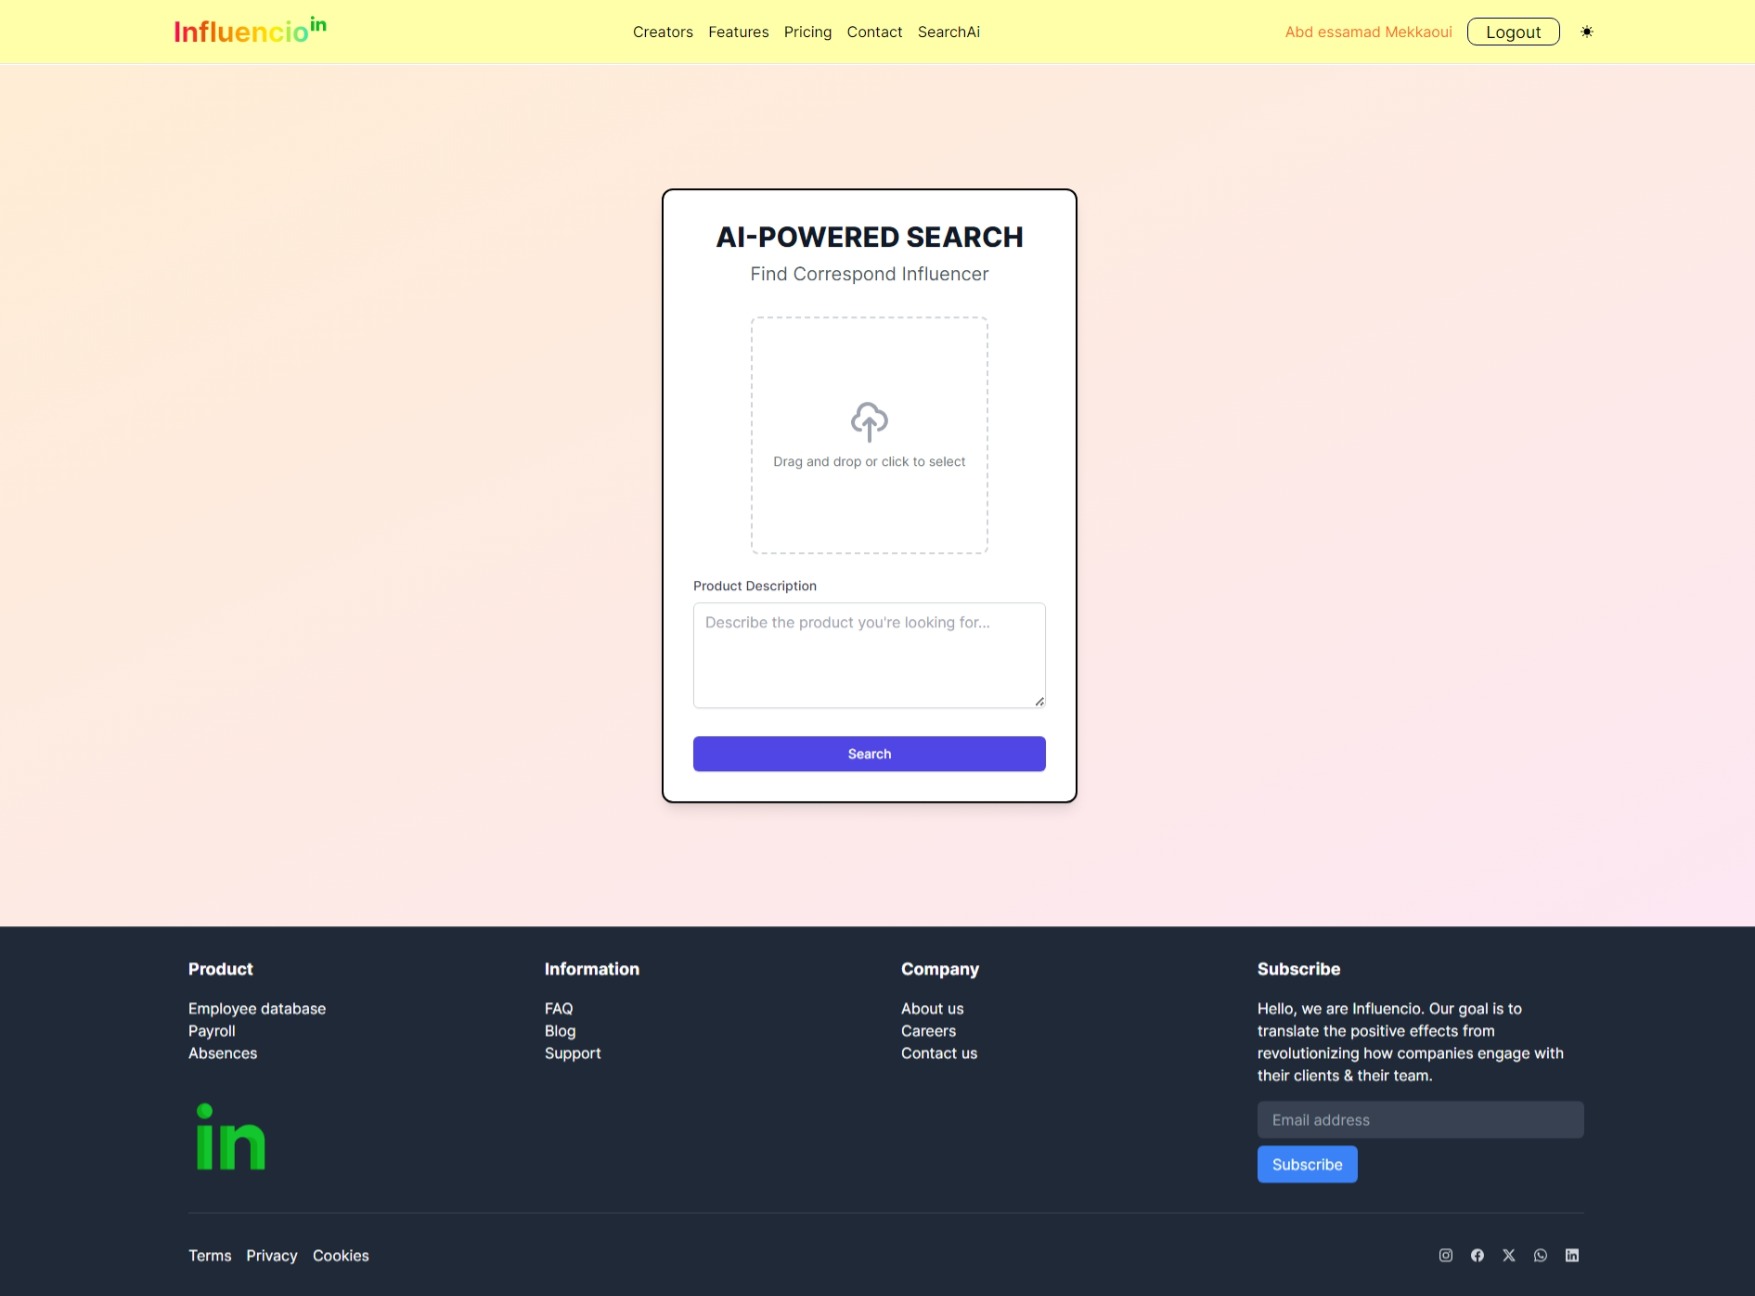 Influencio in
Creators Features Pricing Contact SearchAi
Abd essamad Mekkaoui Logout
AI-POWERED SEARCH
Find Correspond Influencer
Drag and drop or click to select
Product Description
Describe the product you're looking for...
Search
Product
Employee database
Payroll
Absences
in
Information
FAQ
Blog
Support
Company
About us
Careers
Contact us
Subscribe
Hello, we are Influencio. Our goal is to
translate the positive effects from
revolutionizing how companies engage with
their clients & their team.
Email address
Subscribe
Terms Privacy Cookies